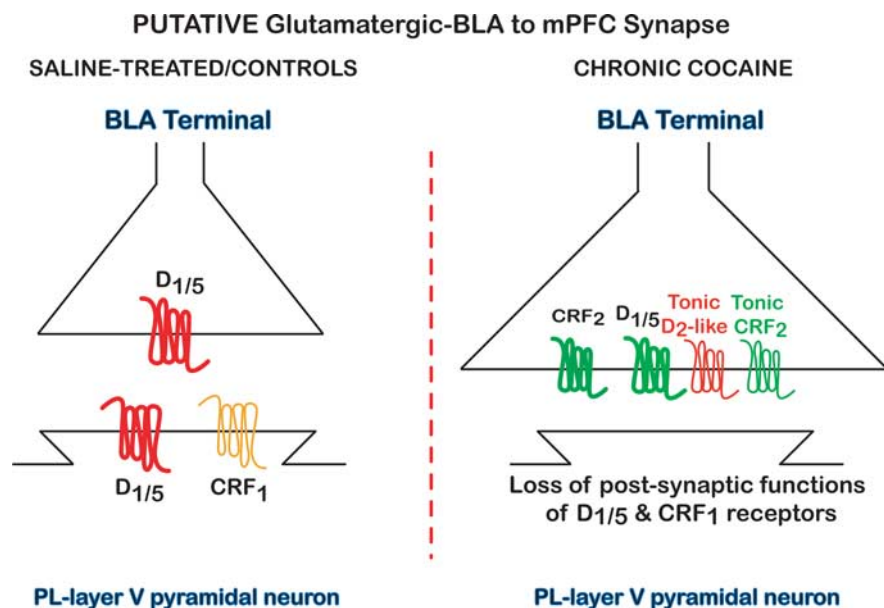 PUTATIVE Glutamatergic-BLA to mPFC Synapse
SALINE-TREATED/CONTROLS
BLA Terminal
D1/5
D1/5
CRF1
PL-layer V pyramidal neuron
CHRONIC COCAINE
BLA Terminal
CRF2
D1/5
Tonic
D2-like
Tonic
CRF2
Loss of post-synaptic functions
of D1/5 & CRF1 receptors
PL-layer V pyramidal neuron